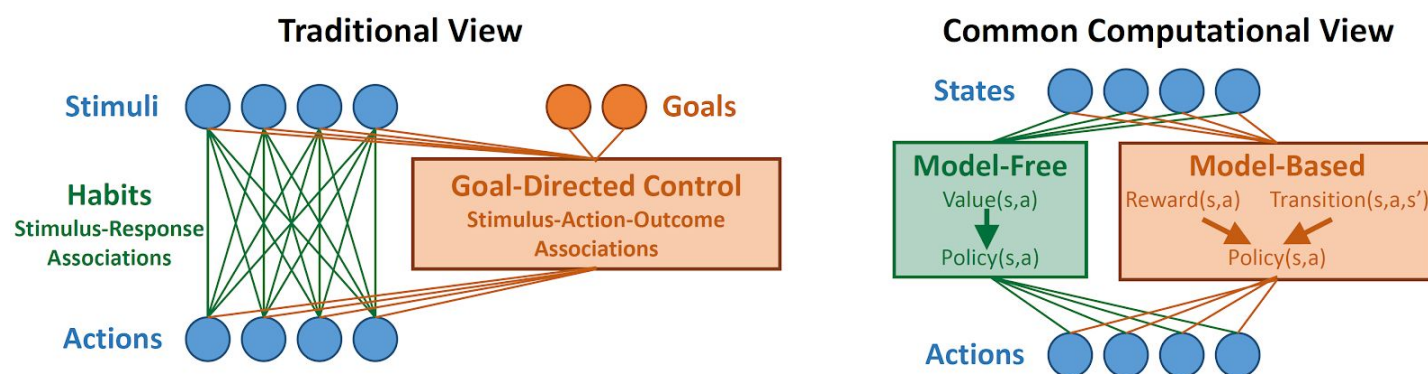 Traditional View
Stimuli
Goals
Habits
Stimulus-Response
Associations
Goal-Directed Control
Stimulus-Action-Outcome
Associations
Actions
Common Computational View
States
Model-Free
Value(s,a)
Policy(s,a)
Model-Based
Reward(s,a) Transition(s,a,s')
Policy(s,a)
Actions